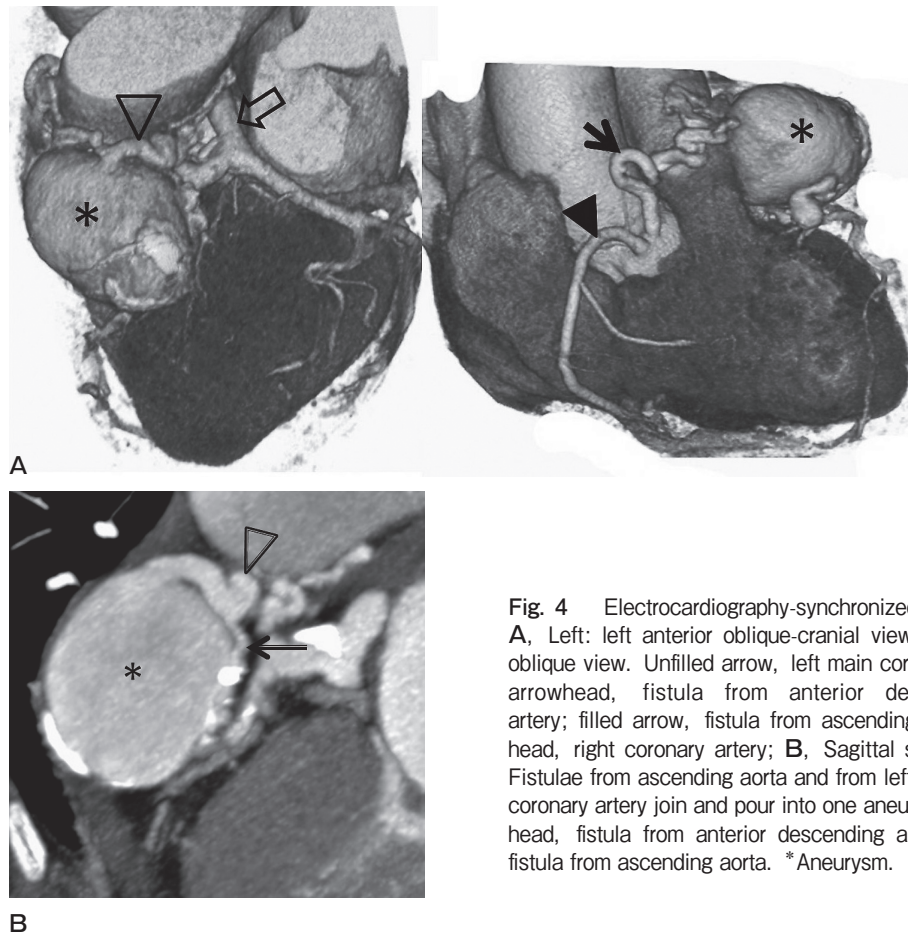 A
B
Fig. 4 Electrocardiography-synchronized
A, Left: left anterior oblique-cranial view
oblique view. Unfilled arrow, left main cor
arrowhead, fistula from anterior de
artery; filled arrow, fistula from ascending
head, right coronary artery; B, Sagittal s
Fistulae from ascending aorta and from left
coronary artery join and pour into one aneu
head, fistula from anterior descending a
fistula from ascending aorta. *Aneurysm.